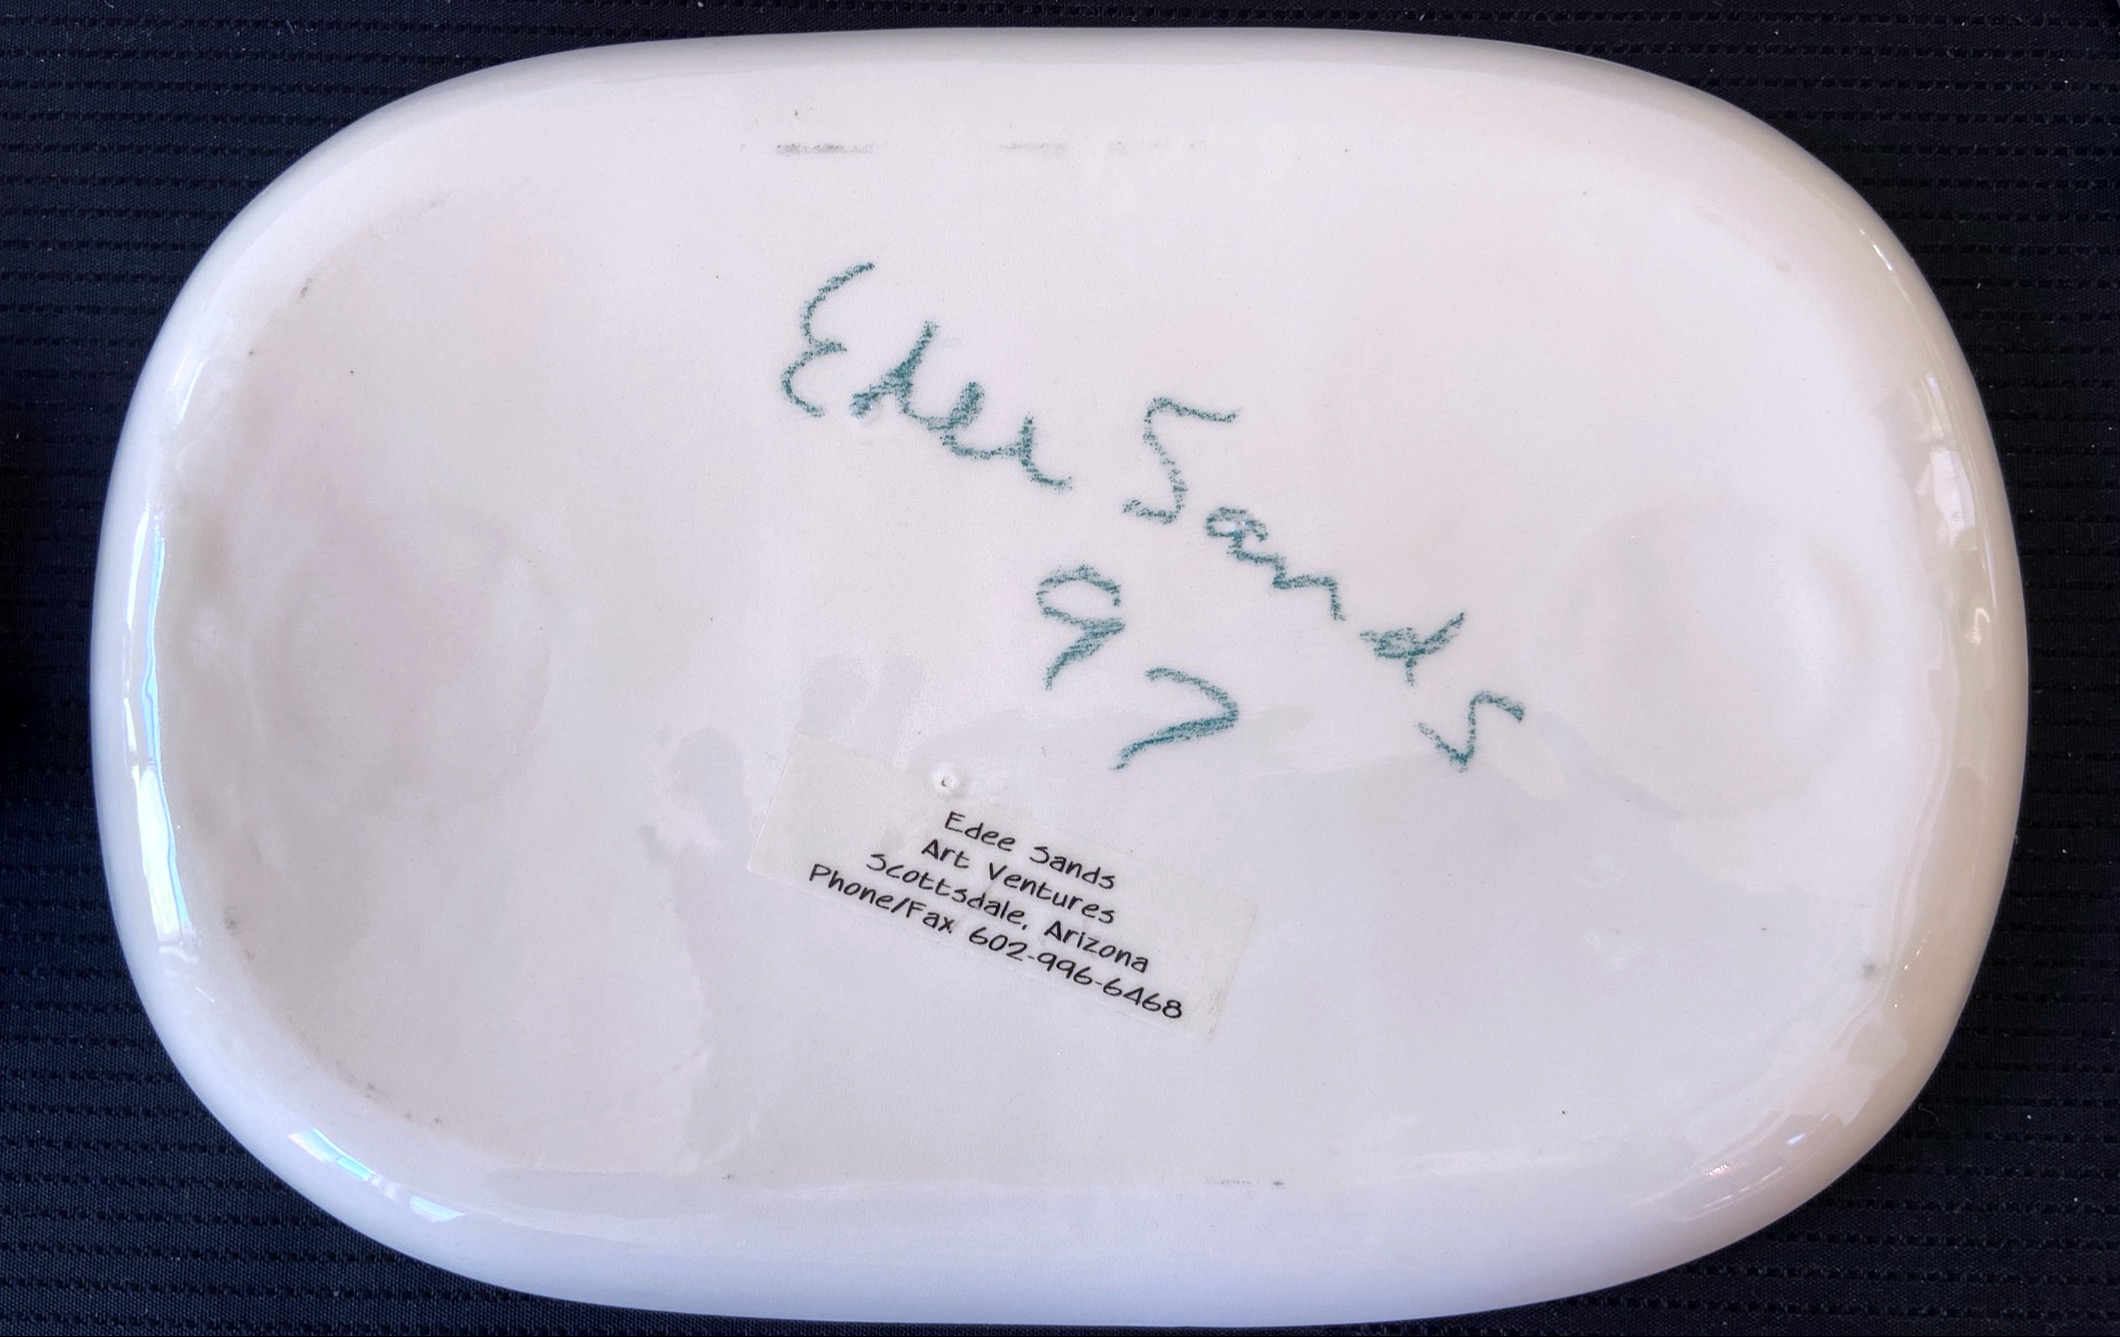 Edee Sands
97
Edee Sands
Art Ventures
Scottsdale, Arizona
Phone/Fax 602-996-6468